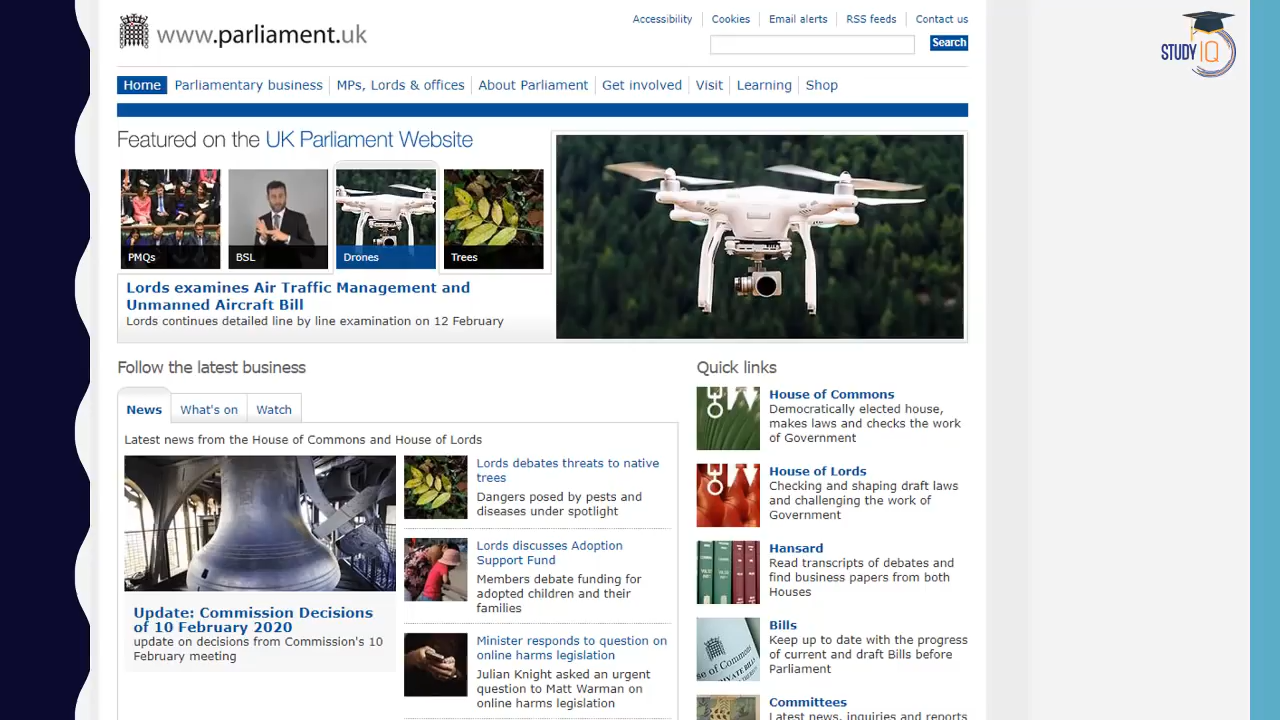 www.parliament.uk
Accessibility Cookies Email alerts RSS feeds Contact us
Search
STUDY IQ
Home Parliamentary business MPs, Lords & offices About Parliament Get involved Visit Learning Shop
Featured on the UK Parliament Website
PMQs
BSL
Drones
Trees
Lords examines Air Traffic Management and
Unmanned Aircraft Bill
Lords continues detailed line by line examination on 12 February
Follow the latest business
News What's on Watch
Latest news from the House of Commons and House of Lords
Update: Commission Decisions
of 10 February 2020
update on decisions from Commission's 10
February meeting
Lords debates threats to native
trees
Dangers posed by pests and
diseases under spotlight
Lords discusses Adoption
Support Fund
Members debate funding for
adopted children and their
families
Minister responds to question on
online harms legislation
Julian Knight asked an urgent
question to Matt Warman on
online harms legislation
Quick links
House of Commons
Democratically elected house,
makes laws and checks the work
of Government
House of Lords
Checking and shaping draft laws
and challenging the work of
Government
Hansard
Read transcripts of debates and
find business papers from both
Houses
Bills
Keep up to date with the progress
of current and draft Bills before
Parliament
Committees
Latest news, inquiries and reports